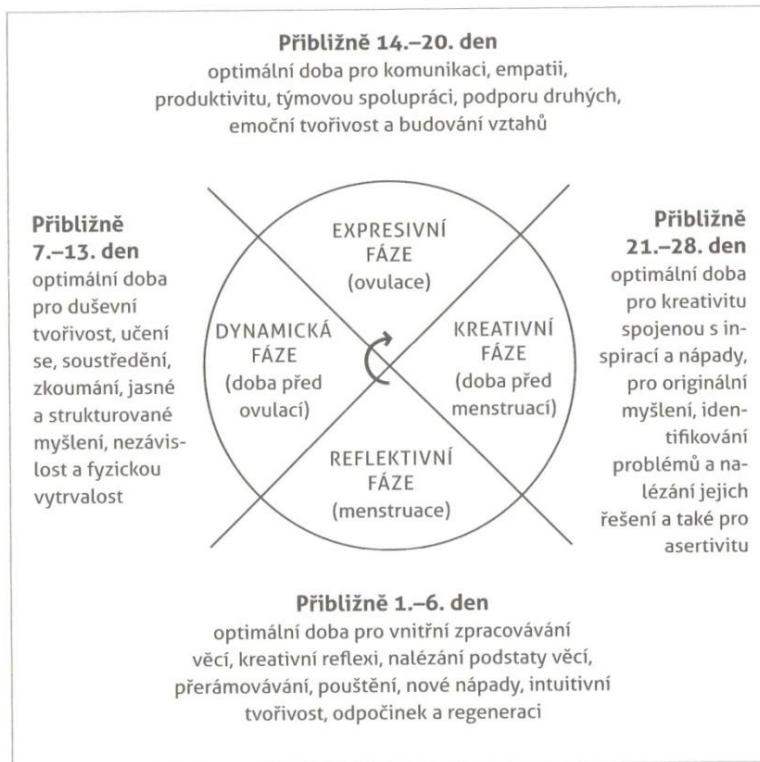 Přibližně 14.–20. den
optimální doba pro komunikaci, empatii,
produktivitu, týmovou spolupráci, podporu druhých,
emoční tvořivost a budování vztahů
Přibližně
7.–13. den
optimální doba
pro duševní
tvořivost, učení
se, soustředění,
zkoumání, jasné
a strukturované
myšlení, nezávis-
lost a fyzickou
vytrvalost
EXPRESIVNÍ
FÁZE
(ovulace)
DYNAMICKÁ
FÁZE
(doba před
ovulací)
KREATIVNÍ
FÁZE
(doba před
menstruací)
REFLEKTIVNÍ
FÁZE
(menstruace)
Přibližně
21.–28. den
optimální doba
pro kreativitu
spojenou s in-
spirací a nápady,
pro originální
myšlení, iden-
tifikování
problémů a na-
lézání jejich
řešení a také pro
asertivitu
Přibližně 1.–6. den
optimální doba pro vnitřní zpracovávání
věcí, kreativní reflexi, nalézání podstaty věcí,
přerámovávání, pouštění, nové nápady, intuitivní
tvořivost, odpočinek a regeneraci